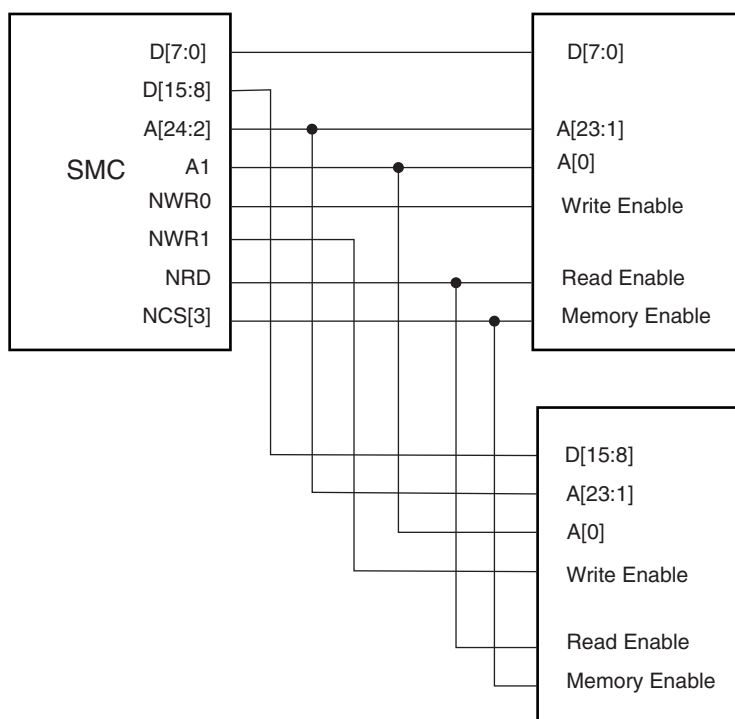 D[7:0]
D[15:8]
A[24:2]
A1
SMC
NWR0
NWR1
NRD
NCS[3]
D[7:0]
A[23:1]
A[0]
Write Enable
Read Enable
Memory Enable
D[15:8]
A[23:1]
A[0]
Write Enable
Read Enable
Memory Enable